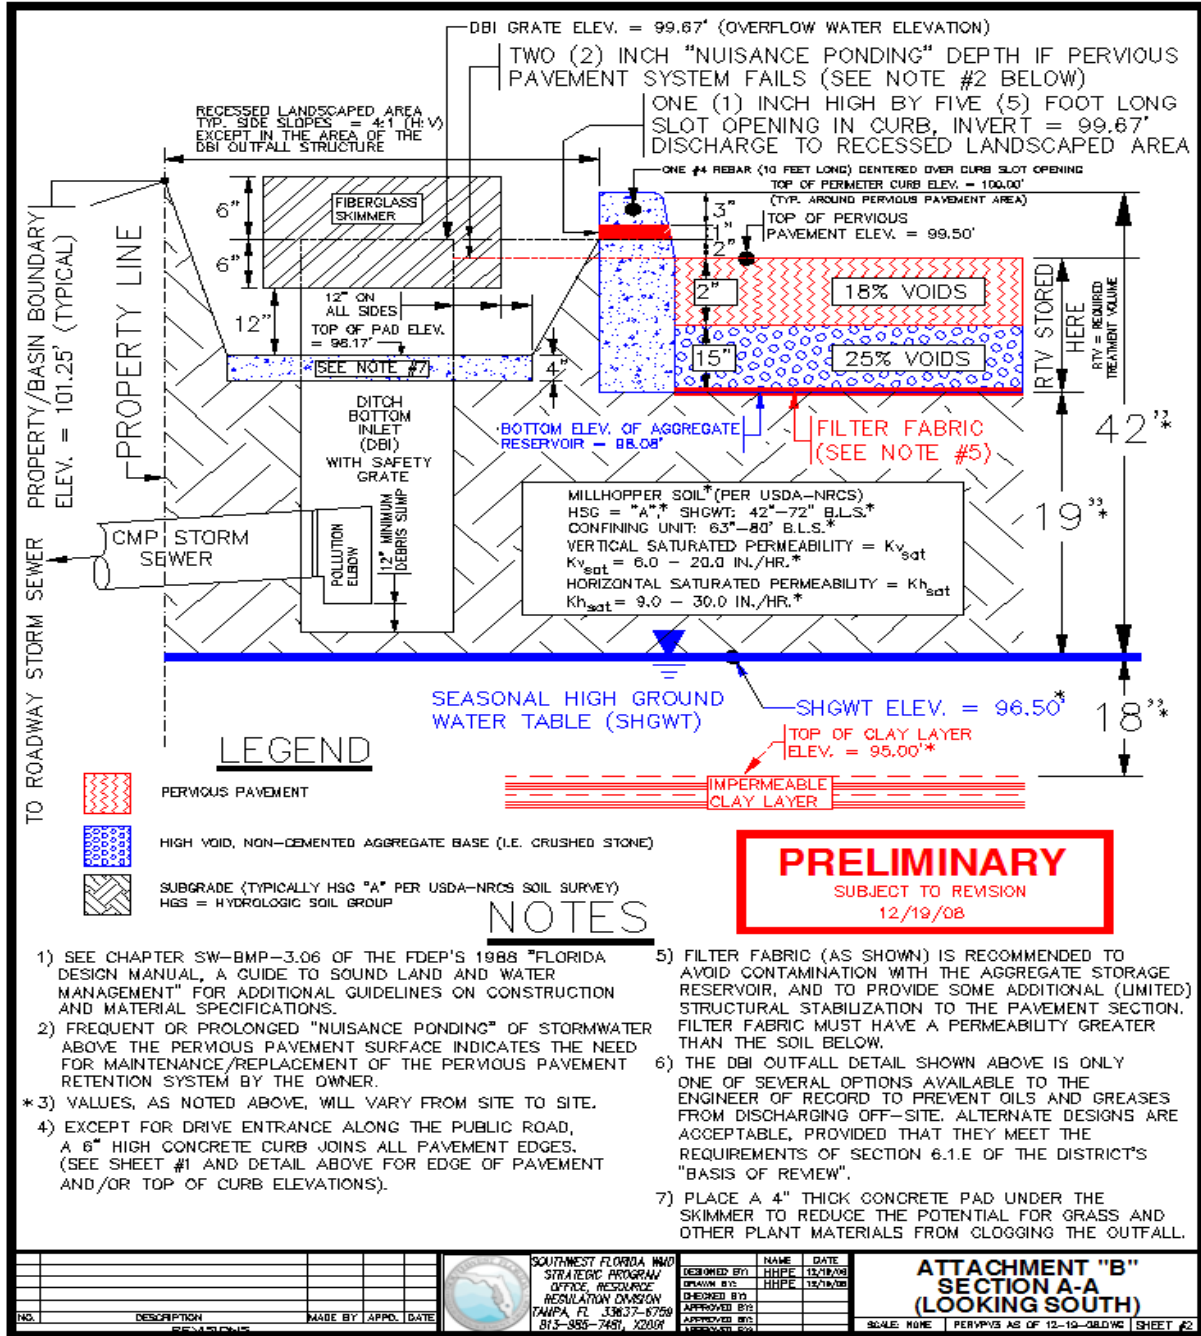 DBI GRATE ELEV. = 99.67' (OVERFLOW WATER ELEVATION)
TWO (2) INCH "NUISANCE PONDING" DEPTH IF PERVIOUS
PAVEMENT SYSTEM FAILS (SEE NOTE #2 BELOW)
ONE (1) INCH HIGH BY FIVE (5) FOOT LONG
SLOT OPENING IN CURB, INVERT = 99.67'
DISCHARGE TO RECESSED LANDSCAPED AREA
RECESSED LANDSCAPED AREA
TYP. SIDE SLOPES = 4:1 (H:V)
EXCEPT IN THE AREA OF THE
DBI OUTFALL STRUCTURE
ONE #4 REBAR (10 FEET LONG) CENTERED OVER CURB SLOT OPENING
TOP OF PERIMETER CURB ELEV. = 100.00'
(TYP. AROUND PERVIOUS PAVEMENT AREA)
TOP OF PERVIOUS
PAVEMENT ELEV. = 99.50'
6"
6"
12"
FIBERGLASS
SKIMMER
3"
1"
2"
12" ON
ALL SIDES
TOP OF PAD ELEV.
= 98.17'
SEE NOTE #7
4"
2"
18% VOIDS
15"
25% VOIDS
RTV STORED
HERE
RTV = REQUIRED
TREATMENT VOLUME
42"*
19"*
18"*
PROPERTY/BASIN BOUNDARY
ELEV. = 101.25' (TYPICAL)
PROPERTY LINE
TO ROADWAY STORM SEWER
DITCH
BOTTOM
INLET
(DBI)
WITH SAFETY
GRATE
BOTTOM ELEV. OF AGGREGATE
RESERVOIR = 98.08'
FILTER FABRIC
(SEE NOTE #5)
CMP STORM
SEWER
POLLUTION
ELBOW
12" MINIMUM
DEBRIS SUMP
MILLHOPPER SOIL* (PER USDA-NRCS)
HSG = "A",* SHGWT: 42"-72" B.L.S.*
CONFINING UNIT: 63"-80' B.L.S.*
VERTICAL SATURATED PERMEABILITY = Kvsat
Kvsat = 6.0 - 20.0 IN./HR.*
HORIZONTAL SATURATED PERMEABILITY = Khsat
Khsat = 9.0 - 30.0 IN./HR.*
SEASONAL HIGH GROUND
WATER TABLE (SHGWT)
SHGWT ELEV. = 96.50*
TOP OF CLAY LAYER
ELEV. = 95.00'*
IMPERMEABLE
CLAY LAYER
LEGEND
PERVIOUS PAVEMENT
HIGH VOID, NON-CEMENTED AGGREGATE BASE (I.E. CRUSHED STONE)
SUBGRADE (TYPICALLY HSG "A" PER USDA-NRCS SOIL SURVEY)
HGS = HYDROLOGIC SOIL GROUP
PRELIMINARY
SUBJECT TO REVISION
12/19/08
NOTES
1) SEE CHAPTER SW-BMP-3.06 OF THE FDEP'S 1988 "FLORIDA
DESIGN MANUAL, A GUIDE TO SOUND LAND AND WATER
MANAGEMENT" FOR ADDITIONAL GUIDELINES ON CONSTRUCTION
AND MATERIAL SPECIFICATIONS.
2) FREQUENT OR PROLONGED "NUISANCE PONDING" OF STORMWATER
ABOVE THE PERVIOUS PAVEMENT SURFACE INDICATES THE NEED
FOR MAINTENANCE/REPLACEMENT OF THE PERVIOUS PAVEMENT
RETENTION SYSTEM BY THE OWNER.
* 3) VALUES, AS NOTED ABOVE, WILL VARY FROM SITE TO SITE.
4) EXCEPT FOR DRIVE ENTRANCE ALONG THE PUBLIC ROAD,
A 6" HIGH CONCRETE CURB JOINS ALL PAVEMENT EDGES.
(SEE SHEET #1 AND DETAIL ABOVE FOR EDGE OF PAVEMENT
AND/OR TOP OF CURB ELEVATIONS).
5) FILTER FABRIC (AS SHOWN) IS RECOMMENDED TO
AVOID CONTAMINATION WITH THE AGGREGATE STORAGE
RESERVOIR, AND TO PROVIDE SOME ADDITIONAL (LIMITED)
STRUCTURAL STABILIZATION TO THE PAVEMENT SECTION.
FILTER FABRIC MUST HAVE A PERMEABILITY GREATER
THAN THE SOIL BELOW.
6) THE DBI OUTFALL DETAIL SHOWN ABOVE IS ONLY
ONE OF SEVERAL OPTIONS AVAILABLE TO THE
ENGINEER OF RECORD TO PREVENT OILS AND GREASES
FROM DISCHARGING OFF-SITE. ALTERNATE DESIGNS ARE
ACCEPTABLE, PROVIDED THAT THEY MEET THE
REQUIREMENTS OF SECTION 6.1.E OF THE DISTRICT'S
"BASIS OF REVIEW".
7) PLACE A 4" THICK CONCRETE PAD UNDER THE
SKIMMER TO REDUCE THE POTENTIAL FOR GRASS AND
OTHER PLANT MATERIALS FROM CLOGGING THE OUTFALL.
NO. DESCRIPTION MADE BY APPR. DATE
REVISIONS
SOUTHWEST FLORIDA WMD
STRATEGIC PROGRAM
OFFICE, RESOURCE
REGULATION DIVISION
TAMPA, FL 33637-6759
813-985-7481, X2001
NAME DATE
DESIGNED BY: HHPE 12/19/08
DRAWN BY: HHPE 12/19/08
CHECKED BY:
APPROVED BY:
APPROVED BY:
APPROVED BY:
ATTACHMENT "B"
SECTION A-A
(LOOKING SOUTH)
SCALE: NONE PERVPV3 AS OF 12-19-08.DWG SHEET #2